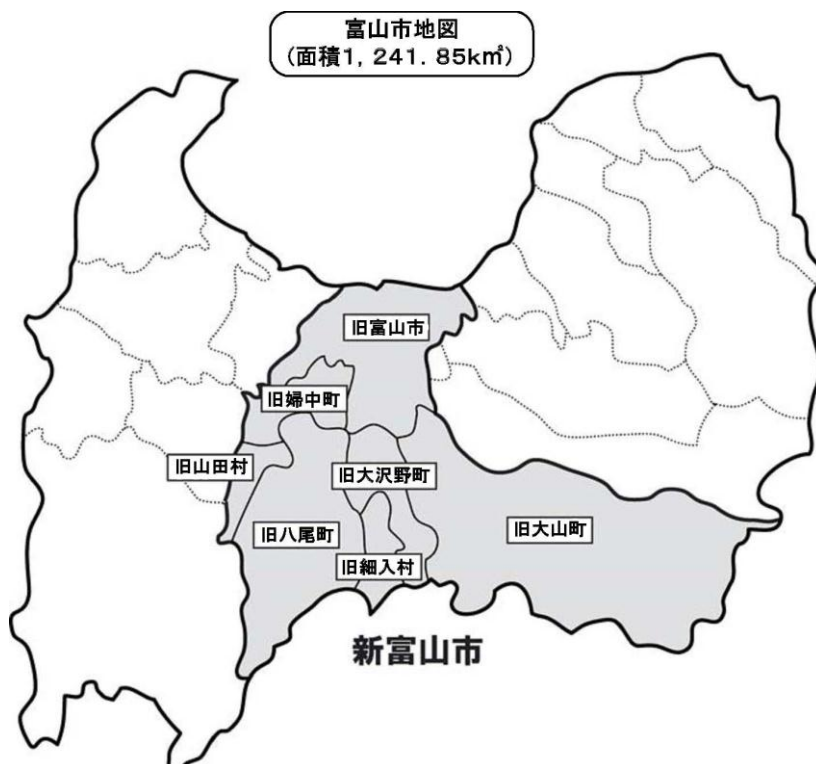 富山市地図
(面積1,241.85k㎡)
旧富山市
旧婦中町
旧山田村
旧大沢野町
旧八尾町
旧大山町
旧細入村
新富山市